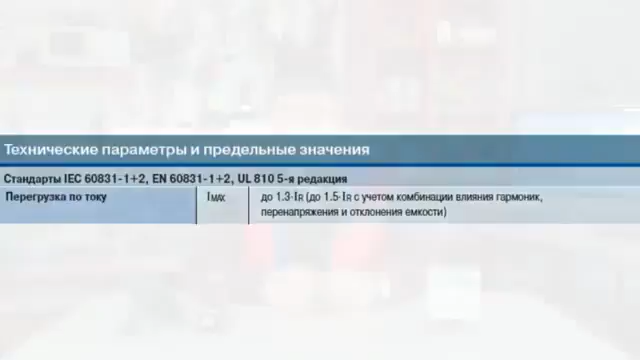 Технические параметры и предельные значения
Стандарты IEC 60831-1+2, EN 60831-1+2, UL 810 5-я редакция
Перегрузка по току IMAX до 1.3·IR (до 1.5·IR с учетом комбинации влияния гармоник,
перенапряжения и отклонения емкости)